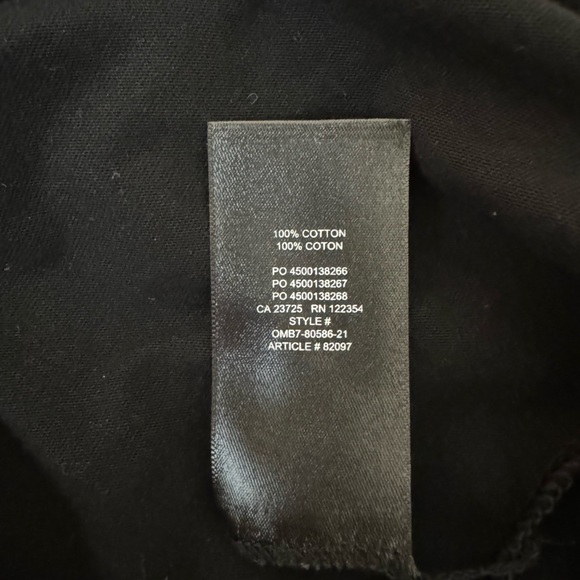 100% COTTON
100% COTON
PO 4500138266
PO 4500138267
PO 4500138268
CA 23725 RN 122354
STYLE #
OMB7-80586-21
ARTICLE # 82097